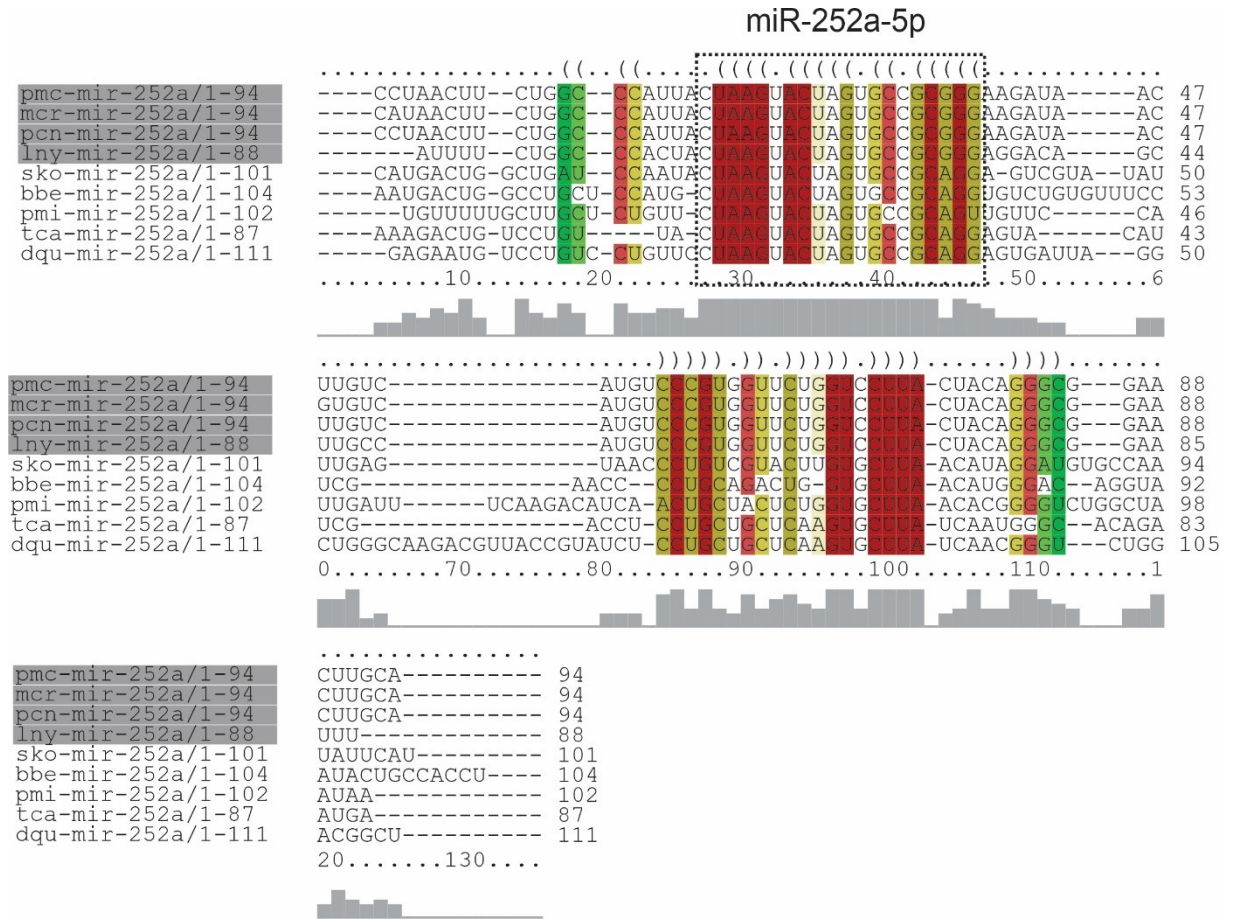 miR-252a-5p
.................((..((.....((((.(((((.((.(((((.............
pmc-mir-252a/1-94 ----CCUAACUU--CUGGC--CCAUUACUAAGUACUAGUGCCGCGGGAAGAUA-----AC 47
mcr-mir-252a/1-94 ----CAUAACUU--CUGGC--CCAUUACUAAGUACUAGUGCCGCGGGAAGAUA-----AC 47
pcn-mir-252a/1-94 ----CCUAACUU--CUGGC--CCAUUACUAAGUACUAGUGCCGCGGGAAGAUA-----AC 47
lny-mir-252a/1-88 -------AUUUU--CUGGC--CCACUACUAAGUACUAGUGCCGCGGGAGGACA-----GC 44
sko-mir-252a/1-101 ----CAUGACUG-GCUGAU--CCAAUACUAAGUACUAGUGCCGCAGGA-GUCGUA--UAU 50
bbe-mir-252a/1-104 ----AAUGACUG-GCCUGCU-CCAUG-CUAAGUACUAGUGCCGCAGUUGUCUGUGUUUCC 53
pmi-mir-252a/1-102 ------UGUUUUUGCUUGCU-CUGUU-CUAAGUACUAGUGCCGCAGUUGUUC------CA 46
tca-mir-252a/1-87 ----AAAGACUG-UCCUGU-----UA-CUAAGUACUAGUGCCGCAGGAGUA------CAU 43
dqu-mir-252a/1-111 -----GAGAAUG-UCCUGUC-CUGUUCCUAAGUACUAGUGCCGCAGGAGUGAUUA---GG 50
.........10........20........30........40........50........6
........................))))).)).))))).))))......)))).......
pmc-mir-252a/1-94 UUGUC---------------AUGUCCCGUGGUUCUGGUCCUUA-CUACAGGGCG---GAA 88
mcr-mir-252a/1-94 GUGUC---------------AUGUCCCGUGGUUCUGGUCCUUA-CUACAGGGCG---GAA 88
pcn-mir-252a/1-94 UUGUC---------------AUGUCCCGUGGUUCUGGUCCUUA-CUACAGGGCG---GAA 88
lny-mir-252a/1-88 UUGCC---------------AUGUCCCGUGGUUCUGGUCCUUA-CUACAGGGCG---GAA 85
sko-mir-252a/1-101 UUGAG---------------UAACCCUGUCGUACUUGUGCUUA-ACAUAGGAUGUGCCAA 94
bbe-mir-252a/1-104 UCG---------------AACC--CCUGCAGACUG-GUGCUUA-ACAUGGGAC--AGGUA 92
pmi-mir-252a/1-102 UUGAUU------UCAAGACAUCA-ACUGCUACUCUGGUGCUUA-ACACGGGGUCUGGCUA 98
tca-mir-252a/1-87 UCG----------------ACCU-CCUGCUGCUCAAGUGCUUA-UCAAUGGGC--ACAGA 83
dqu-mir-252a/1-111 CUGGGCAAGACGUUACCGUAUCU-CCUGCUGCUCAAGUGCUUA-UCAACGGGU---CUGG 105
0........70........80........90........100.......110.......1
................
pmc-mir-252a/1-94 CUUGCA---------- 94
mcr-mir-252a/1-94 CUUGCA---------- 94
pcn-mir-252a/1-94 CUUGCA---------- 94
lny-mir-252a/1-88 UUU------------- 88
sko-mir-252a/1-101 UAUUCAU--------- 101
bbe-mir-252a/1-104 AUACUGCCACCU---- 104
pmi-mir-252a/1-102 AUAA------------ 102
tca-mir-252a/1-87 AUGA------------ 87
dqu-mir-252a/1-111 ACGGCU---------- 111
20.......130....